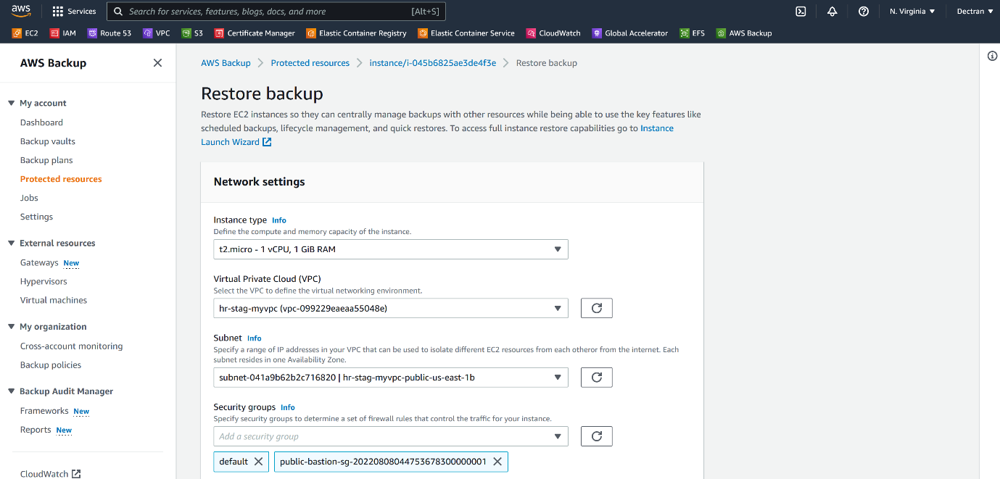 aws
Services
Search for services, features, blogs, docs, and more [Alt+S]
N. Virginia
Dectran
EC2 IAM Route 53 VPC S3 Certificate Manager Elastic Container Registry Elastic Container Service CloudWatch Global Accelerator EFS AWS Backup
AWS Backup
My account
Dashboard
Backup vaults
Backup plans
Protected resources
Jobs
Settings
External resources
Gateways New
Hypervisors
Virtual machines
My organization
Cross-account monitoring
Backup policies
Backup Audit Manager
Frameworks New
Reports New
CloudWatch
AWS Backup Protected resources instance/i-045b6825ae3de4f3e Restore backup
Restore backup
Restore EC2 instances so they can centrally manage backups with other resources while being able to use the key features like
scheduled backups, lifecycle management, and quick restores. To access full instance restore capabilities go to Instance
Launch Wizard
Network settings
Instance type Info
Define the compute and memory capacity of the instance.
t2.micro - 1 vCPU, 1 GiB RAM
Virtual Private Cloud (VPC)
Select the VPC to define the virtual networking environment.
hr-stag-myvpc (vpc-099229eaeaa55048e)
Subnet Info
Specify a range of IP addresses in your VPC that can be used to isolate different EC2 resources from each otheror from the internet. Each
subnet resides in one Availability Zone.
subnet-041a9b62b2c716820 | hr-stag-myvpc-public-us-east-1b
Security groups Info
Specify security groups to determine a set of firewall rules that control the traffic for your instance.
Add a security group
default
public-bastion-sg-20220808044753678300000001